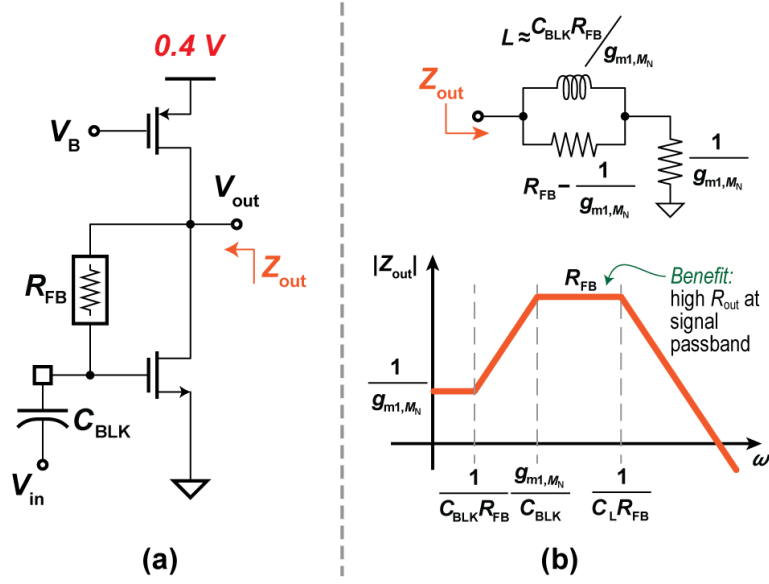 0.4 V
V_B
V_out
Z_out
R_FB
C_BLK
V_in
(a)
L ≈ C_BLK R_FB / g_m1,M_N
Z_out
R_FB − 1 / g_m1,M_N
1 / g_m1,M_N
|Z_out|
R_FB
Benefit:
high R_out at
signal
passband
1 / g_m1,M_N
ω
1 / C_BLK R_FB
g_m1,M_N / C_BLK
1 / C_L R_FB
(b)